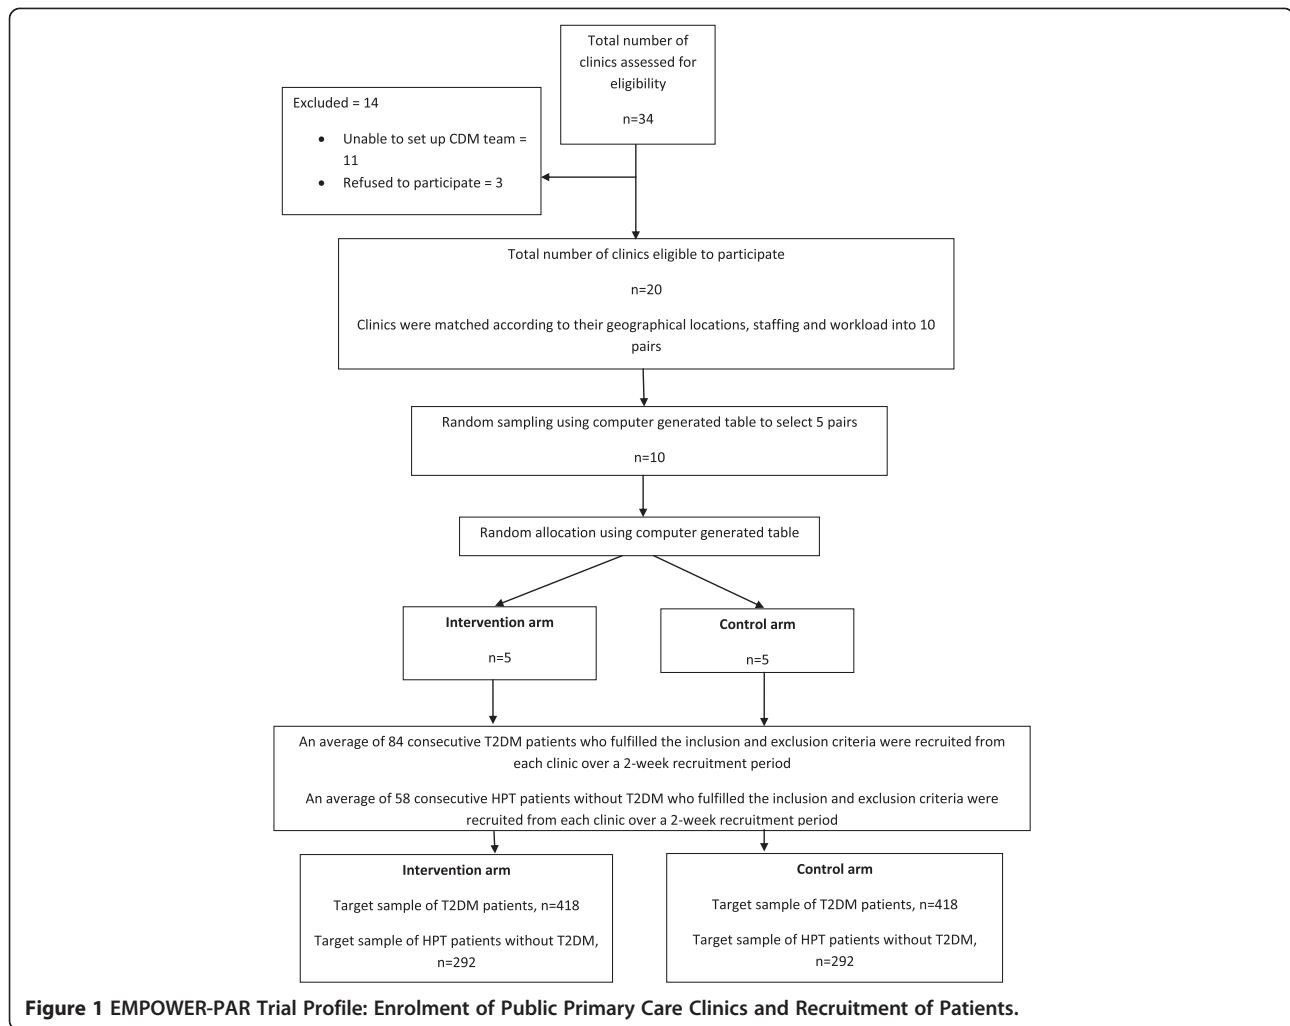 Total number of
clinics assessed for
eligibility
n=34
Excluded = 14
• Unable to set up CDM team =
11
• Refused to participate = 3
Total number of clinics eligible to participate
n=20
Clinics were matched according to their geographical locations, staffing and workload into 10
pairs
Random sampling using computer generated table to select 5 pairs
n=10
Random allocation using computer generated table
Intervention arm
n=5
Control arm
n=5
An average of 84 consecutive T2DM patients who fulfilled the inclusion and exclusion criteria were recruited from
each clinic over a 2-week recruitment period
An average of 58 consecutive HPT patients without T2DM who fulfilled the inclusion and exclusion criteria were
recruited from each clinic over a 2-week recruitment period
Intervention arm
Target sample of T2DM patients, n=418
Target sample of HPT patients without T2DM,
n=292
Control arm
Target sample of T2DM patients, n=418
Target sample of HPT patients without T2DM,
n=292
Figure 1 EMPOWER-PAR Trial Profile: Enrolment of Public Primary Care Clinics and Recruitment of Patients.